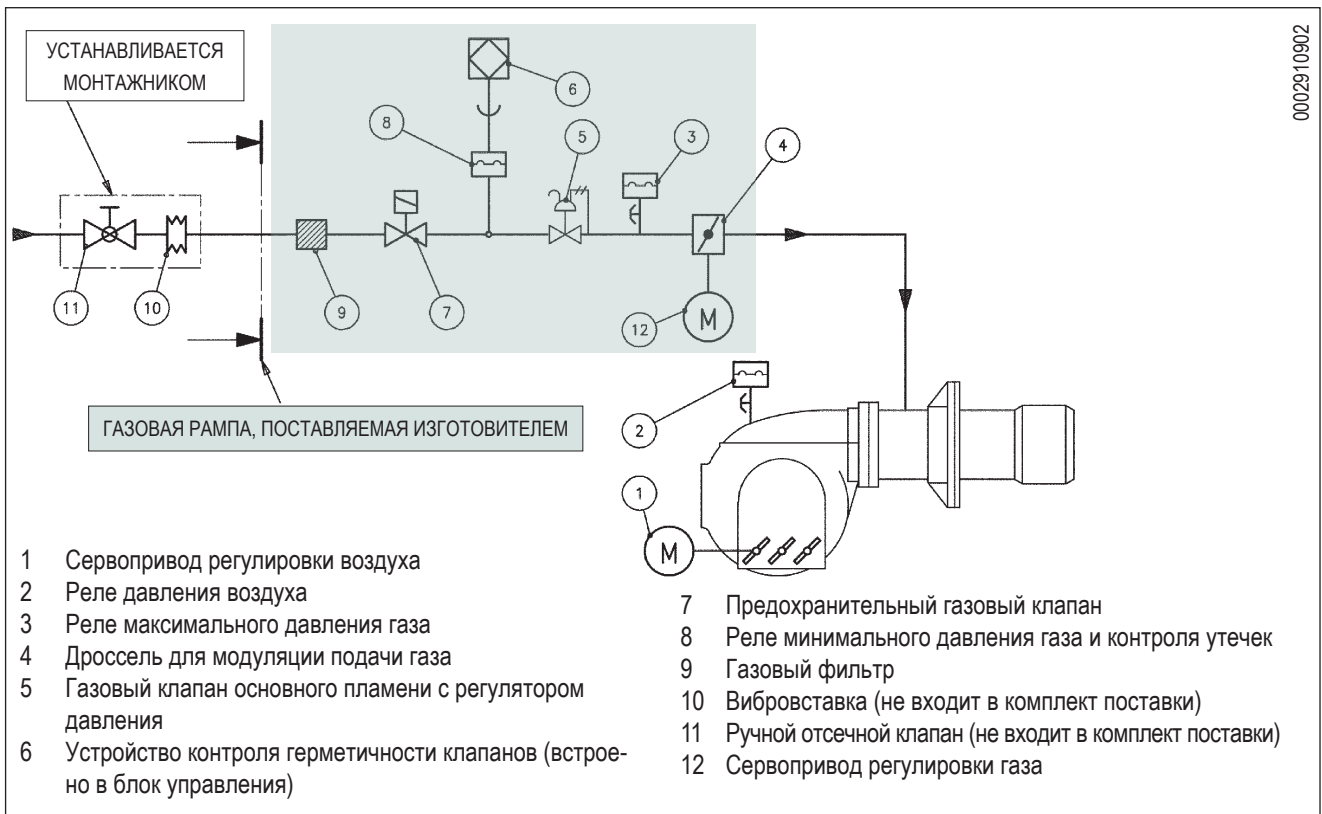 УСТАНАВЛИВАЕТСЯ
МОНТАЖНИКОМ
0002910902
6
8
5
3
4
11
10
9
7
12
M
ГАЗОВАЯ РАМПА, ПОСТАВЛЯЕМАЯ ИЗГОТОВИТЕЛЕМ
2
1
M
1 Сервопривод регулировки воздуха
2 Реле давления воздуха
3 Реле максимального давления газа
4 Дроссель для модуляции подачи газа
5 Газовый клапан основного пламени с регулятором
давления
6 Устройство контроля герметичности клапанов (встрое-
но в блок управления)
7 Предохранительный газовый клапан
8 Реле минимального давления газа и контроля утечек
9 Газовый фильтр
10 Вибровставка (не входит в комплект поставки)
11 Ручной отсечной клапан (не входит в комплект поставки)
12 Сервопривод регулировки газа